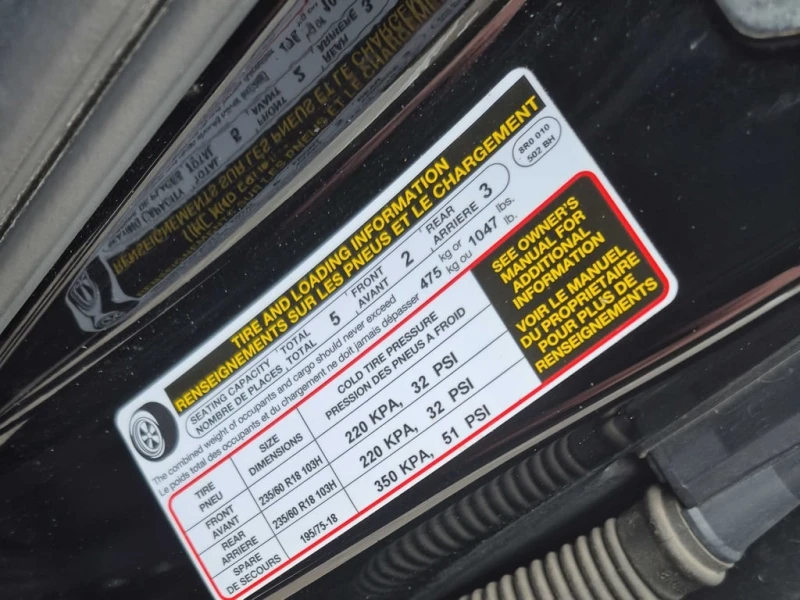 TIRE AND LOADING INFORMATION
RENSEIGNEMENTS SUR LES PNEUS ET LE CHARGEMENT
8R0 010
502 BH
SEATING CAPACITY TOTAL 5 FRONT 2 REAR 3
NOMBRE DE PLACES TOTAL AVANT ARRIERE
The combined weight of occupants and cargo should never exceed 475 kg or 1047 lbs.
Le poids total des occupants et du chargement ne doit jamais dépasser kg ou lb.
TIRE SIZE COLD TIRE PRESSURE
PNEU DIMENSIONS PRESSION DES PNEUS A FROID
FRONT
AVANT 235/60 R18 103H 220 KPA, 32 PSI
REAR
ARRIERE 235/60 R18 103H 220 KPA, 32 PSI
SPARE
DE SECOURS 195/75-18 350 KPA, 51 PSI
SEE OWNER'S
MANUAL FOR
ADDITIONAL
INFORMATION
VOIR LE MANUEL
DU PROPRIETAIRE
POUR PLUS DE
RENSEIGNEMENTS